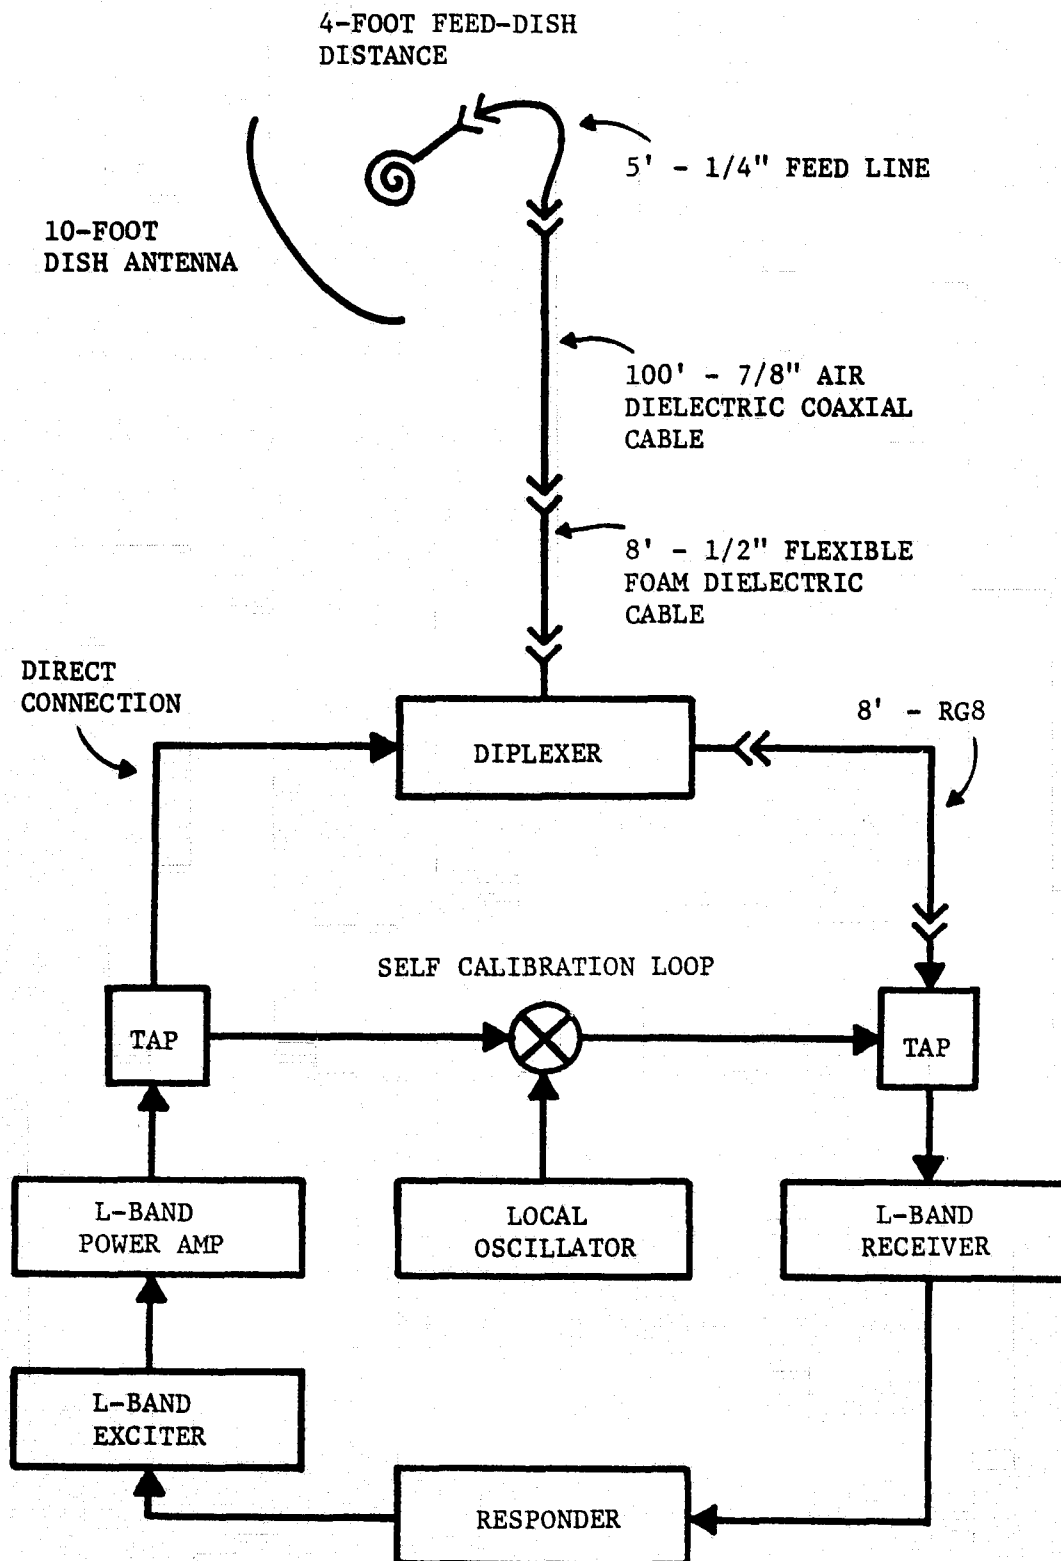 4-FOOT FEED-DISH
DISTANCE
5' - 1/4" FEED LINE
10-FOOT
DISH ANTENNA
100' - 7/8" AIR
DIELECTRIC COAXIAL
CABLE
8' - 1/2" FLEXIBLE
FOAM DIELECTRIC
CABLE
DIRECT
CONNECTION
8' - RG8
DIPLEXER
SELF CALIBRATION LOOP
TAP
TAP
L-BAND
POWER AMP
LOCAL
OSCILLATOR
L-BAND
RECEIVER
L-BAND
EXCITER
RESPONDER